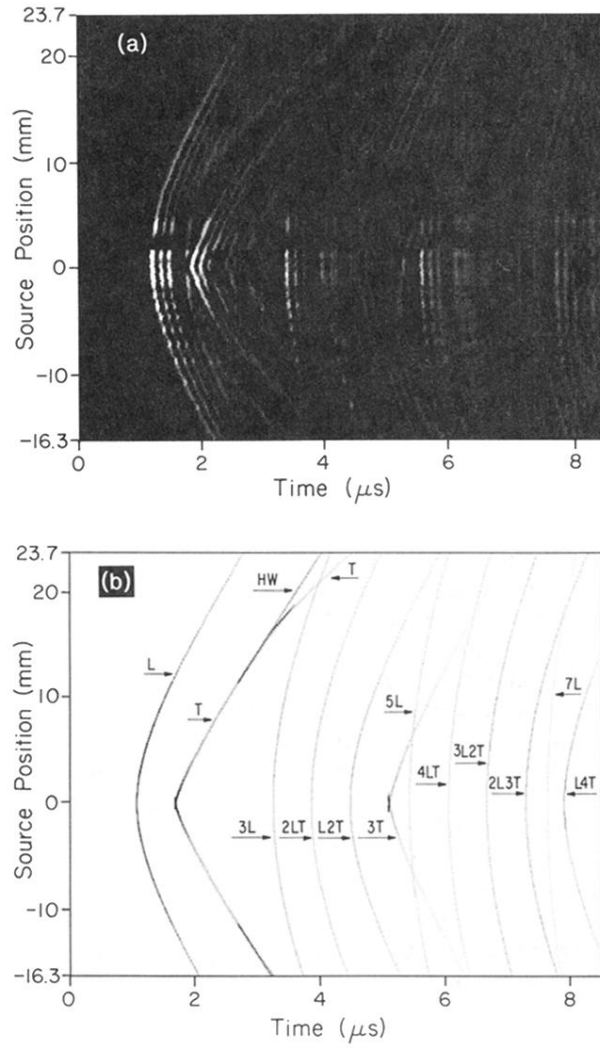 23.7
(a)
20
10
0
-10
-16.3
Source Position (mm)
0 2 4 6 8
Time (μs)
23.7
(b)
HW T
20
L
10
T
5L
7L
3L2T
4LT
2L3T
L4T
0
3L 2LT L2T 3T
-10
-16.3
Source Position (mm)
0 2 4 6 8
Time (μs)